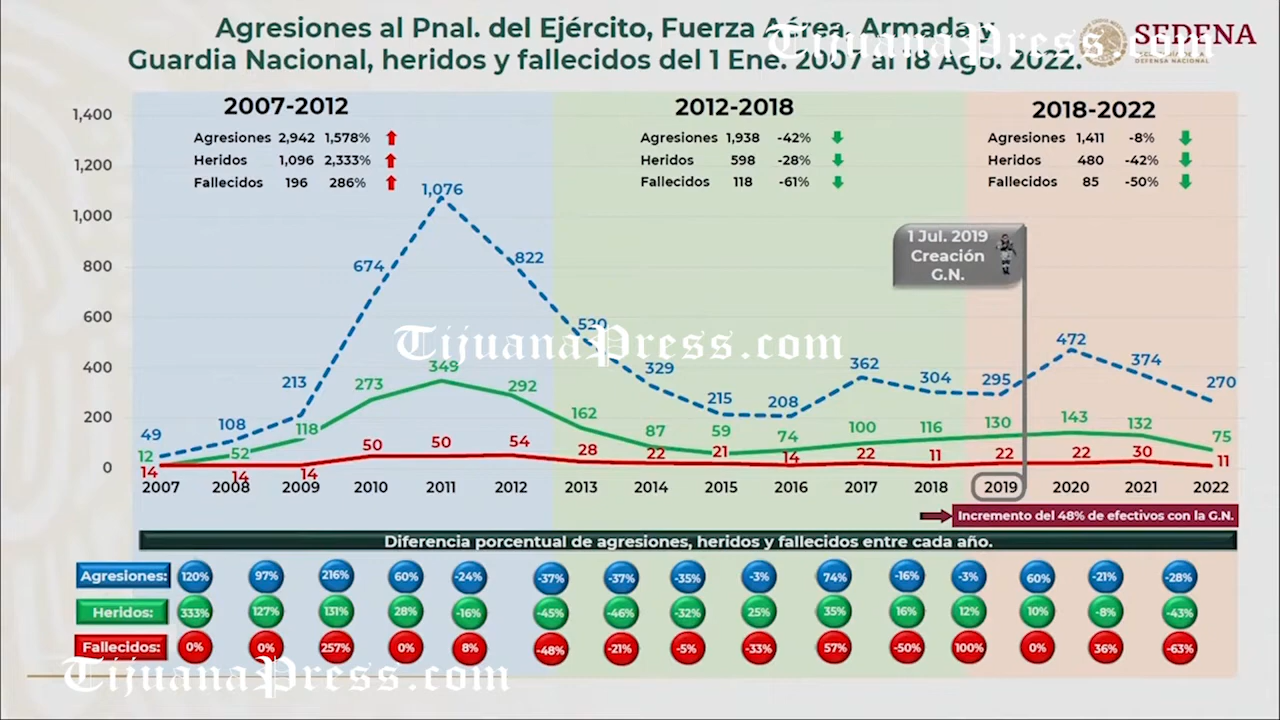 Agresiones al Pnal. del Ejército, Fuerza Aérea, Armada y
Guardia Nacional, heridos y fallecidos del 1 Ene. 2007 al 18 Ago. 2022.
SEDENA
DEFENSA NACIONAL
TijuanaPress.com
2007-2012
Agresiones 2,942 1,578%
Heridos 1,096 2,333%
Fallecidos 196 286%
2012-2018
Agresiones 1,938 -42%
Heridos 598 -28%
Fallecidos 118 -61%
2018-2022
Agresiones 1,411 -8%
Heridos 480 -42%
Fallecidos 85 -50%
1 Jul. 2019
Creación
G.N.
TijuanaPress.com
1,400
1,200
1,000
800
600
400
200
0
49 108 213 674 1,076 822 520 329 215 208 362 304 295 472 374 270
12 52 118 273 349 292 162 87 59 74 100 116 130 143 132 75
14 14 14 50 50 54 28 22 21 14 22 11 22 22 30 11
2007 2008 2009 2010 2011 2012 2013 2014 2015 2016 2017 2018 2019 2020 2021 2022
Incremento del 48% de efectivos con la G.N.
Diferencia porcentual de agresiones, heridos y fallecidos entre cada año.
Agresiones: 120% 97% 216% 60% -24% -37% -37% -35% -3% 74% -16% -3% 60% -21% -28%
Heridos: 333% 127% 131% 28% -16% -45% -46% -32% 25% 35% 16% 12% 10% -8% -43%
Fallecidos: 0% 0% 257% 0% 8% -48% -21% -5% -33% 57% -50% 100% 0% 36% -63%
TijuanaPress.com